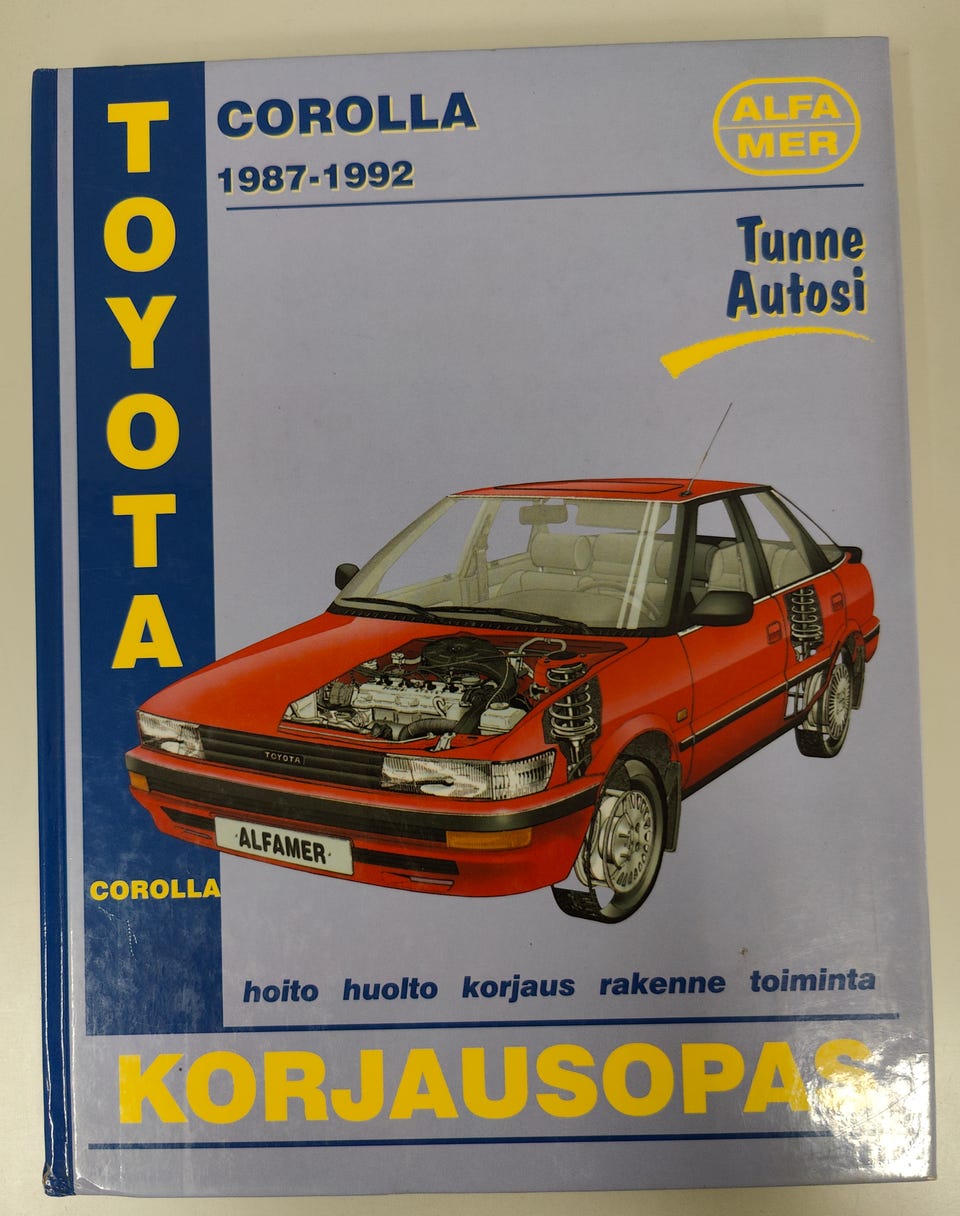 TOYOTA
COROLLA
1987-1992
ALFA
MER
Tunne
Autosi
TOYOTA
ALFAMER
COROLLA
hoito huolto korjaus rakenne toiminta
KORJAUSOPAS